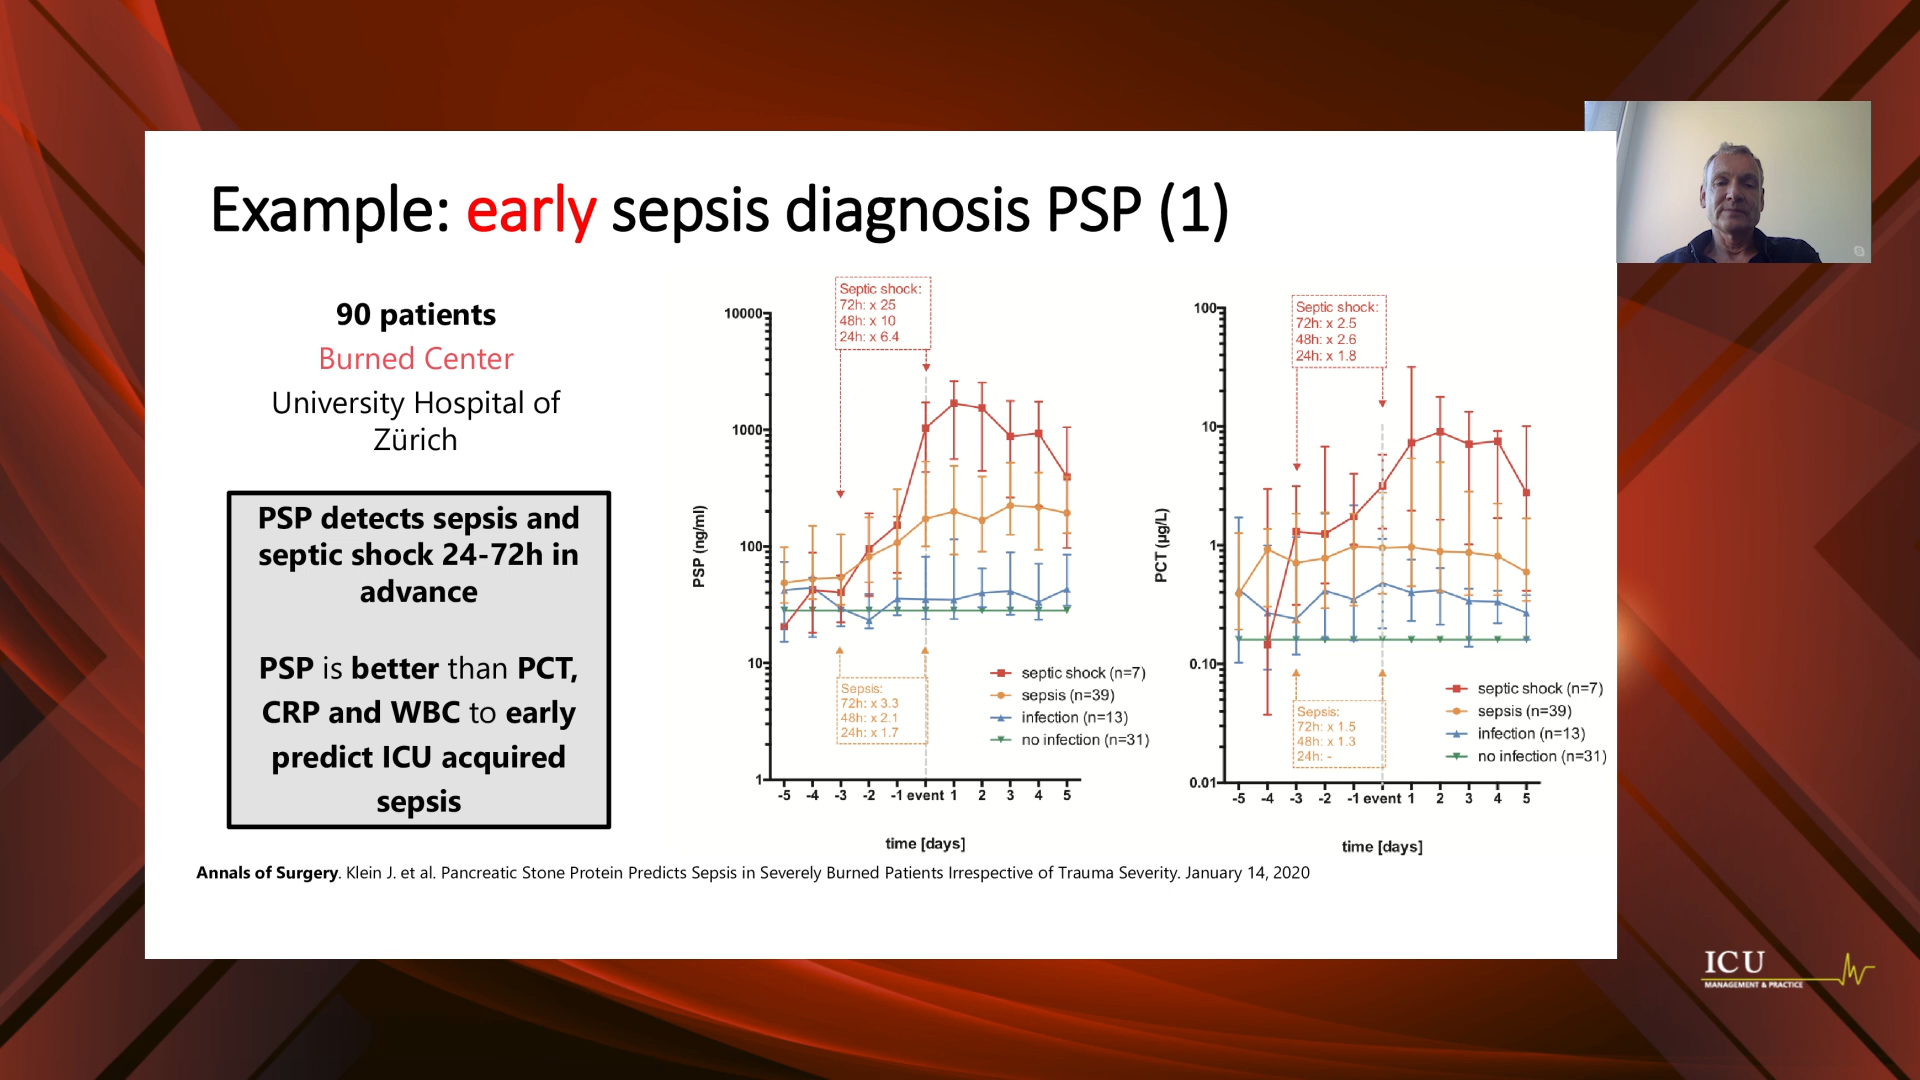 Example: early sepsis diagnosis PSP (1)
90 patients
Burned Center
University Hospital of
Zürich
PSP detects sepsis and
septic shock 24-72h in
advance
PSP is better than PCT,
CRP and WBC to early
predict ICU acquired
sepsis
Septic shock:
72h: x 25
48h: x 10
24h: x 6.4
10000
1000
100
10
1
PSP (ng/ml)
Sepsis:
72h: x 3.3
48h: x 2.1
24h: x 1.7
septic shock (n=7)
sepsis (n=39)
infection (n=13)
no infection (n=31)
-5 -4 -3 -2 -1 event 1 2 3 4 5
time [days]
Septic shock:
72h: x 2.5
48h: x 2.6
24h: x 1.8
100
10
1
0.10
0.01
PCT (µg/L)
Sepsis:
72h: x 1.5
48h: x 1.3
24h: -
septic shock (n=7)
sepsis (n=39)
infection (n=13)
no infection (n=31)
-5 -4 -3 -2 -1 event 1 2 3 4 5
time [days]
Annals of Surgery. Klein J. et al. Pancreatic Stone Protein Predicts Sepsis in Severely Burned Patients Irrespective of Trauma Severity. January 14, 2020
ICU
MANAGEMENT & PRACTICE